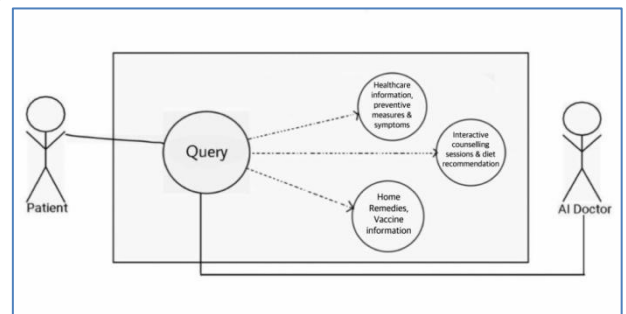 Healthcare
information,
preventive
measures &
symptoms
Query
Interactive
counselling
sessions & diet
recommendation
Home
Remedies,
Vaccine
information
Patient
AI Doctor